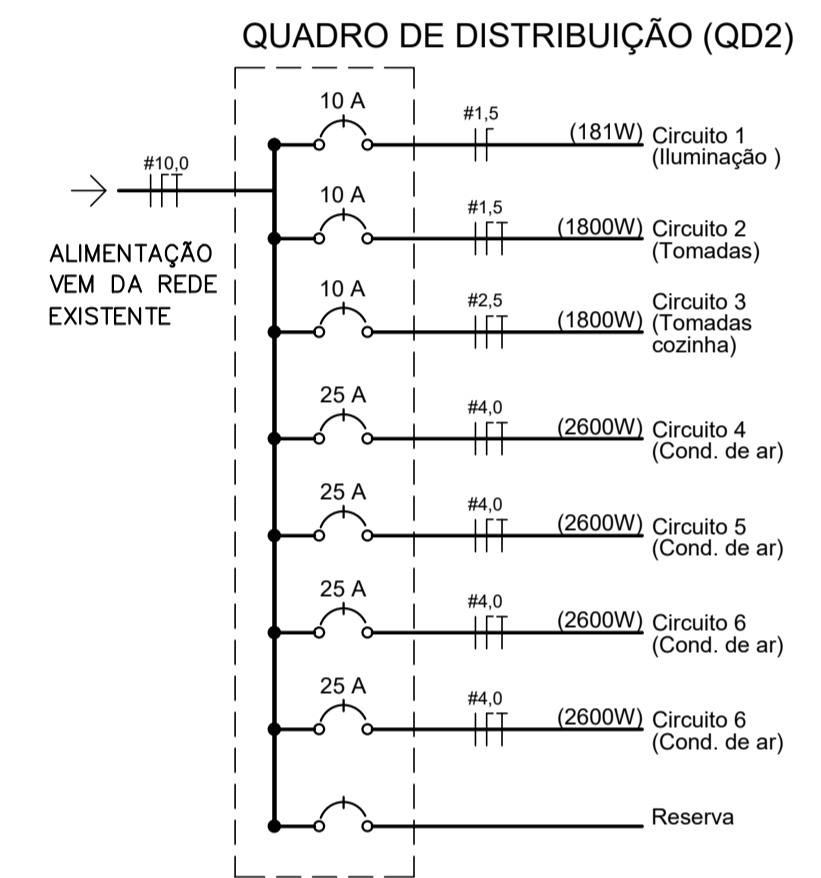 QUADRO DE DISTRIBUIÇÃO (QD2)
#10,0
ALIMENTAÇÃO
VEM DA REDE
EXISTENTE
10 A
#1,5
(181W)
Circuito 1
(Iluminação )
10 A
#1,5
(1800W)
Circuito 2
(Tomadas)
10 A
#2,5
(1800W)
Circuito 3
(Tomadas
cozinha)
25 A
#4,0
(2600W)
Circuito 4
(Cond. de ar)
25 A
#4,0
(2600W)
Circuito 5
(Cond. de ar)
25 A
#4,0
(2600W)
Circuito 6
(Cond. de ar)
25 A
#4,0
(2600W)
Circuito 6
(Cond. de ar)
Reserva